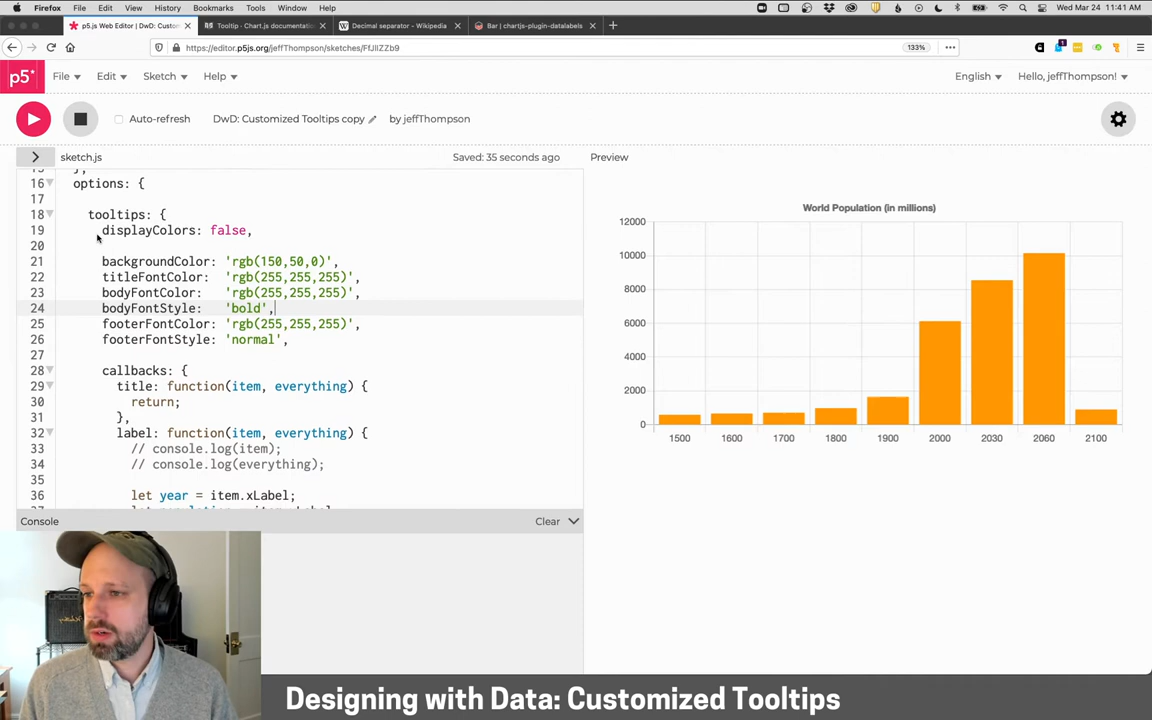 Firefox File Edit View History Bookmarks Tools Window Help Wed Mar 24 11:41 AM
p5.js Web Editor | DwD: Custom Tooltip · Chart.js documentation Decimal separator - Wikipedia Bar | chartjs-plugin-datalabels
https://editor.p5js.org/jeffThompson/sketches/FfJIIZZb9 133%
p5* File Edit Sketch Help English Hello, jeffThompson!
Auto-refresh DwD: Customized Tooltips copy by jeffThompson
sketch.js Saved: 35 seconds ago Preview
15 },
16 options: {
17
18 tooltips: {
19 displayColors: false,
20
21 backgroundColor: 'rgb(150,50,0)',
22 titleFontColor: 'rgb(255,255,255)',
23 bodyFontColor: 'rgb(255,255,255)',
24 bodyFontStyle: 'bold',
25 footerFontColor: 'rgb(255,255,255)',
26 footerFontStyle: 'normal',
27
28 callbacks: {
29 title: function(item, everything) {
30 return;
31 },
32 label: function(item, everything) {
33 // console.log(item);
34 // console.log(everything);
35
36 let year = item.xLabel;
World Population (in millions)
12000
10000
8000
6000
4000
2000
0
1500 1600 1700 1800 1900 2000 2030 2060 2100
Console Clear
Designing with Data: Customized Tooltips